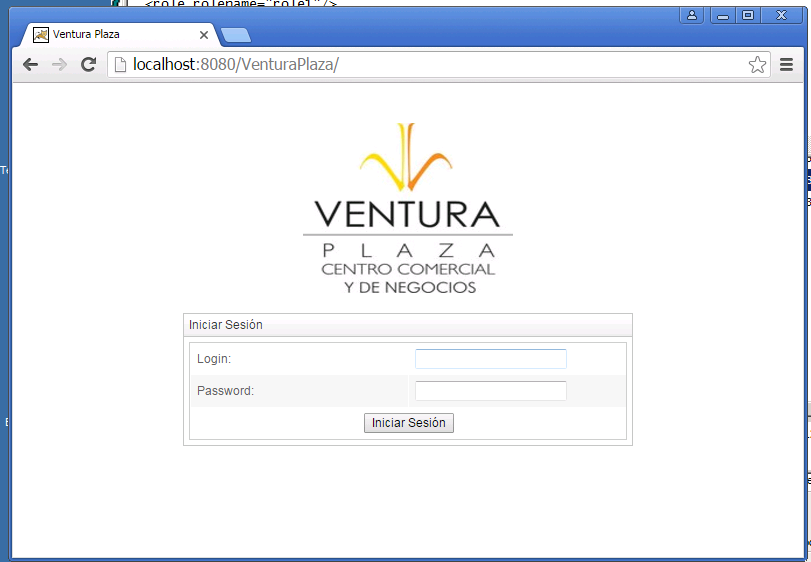 <role rolename="role1"/>
Ventura Plaza
localhost:8080/VenturaPlaza/
VENTURA
PLAZA
CENTRO COMERCIAL
Y DE NEGOCIOS
Iniciar Sesión
Login:
Password:
Iniciar Sesión